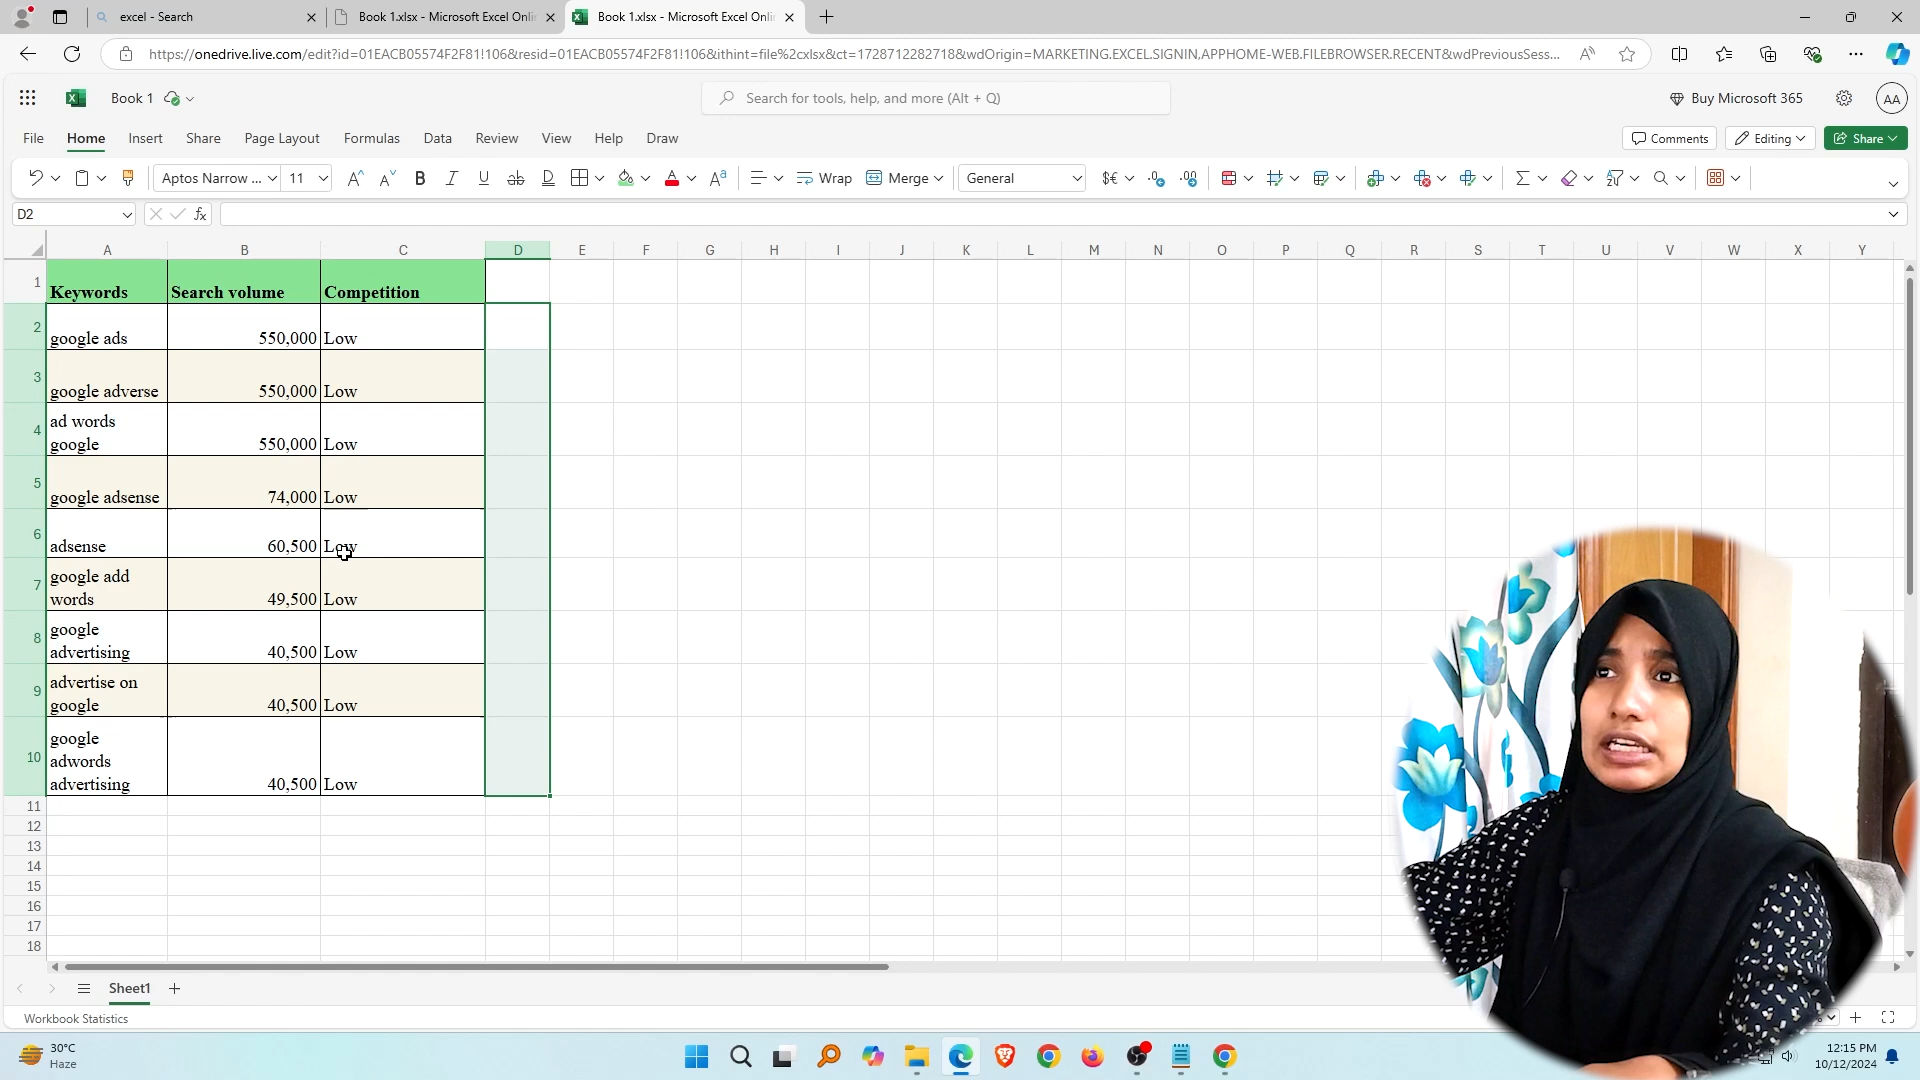 excel - Search
Book 1.xlsx - Microsoft Excel Onli
Book 1.xlsx - Microsoft Excel Onli
https://onedrive.live.com/edit?id=01EACB05574F2F81!106&resid=01EACB05574F2F81!106&ithint=file%2cxlsx&ct=1728712282718&wdOrigin=MARKETING.EXCEL.SIGNIN,APPHOME-WEB.FILEBROWSER.RECENT&wdPreviousSess...
Book 1
Search for tools, help, and more (Alt + Q)
Buy Microsoft 365
AA
File Home Insert Share Page Layout Formulas Data Review View Help Draw
Comments Editing Share
Aptos Narrow ... 11 Wrap Merge General
D2
A B C D E F G H I J K L M N O P Q R S T U V W X Y
1 Keywords Search volume Competition
2 google ads 550,000 Low
3 google adverse 550,000 Low
4 ad words
google 550,000 Low
5 google adsense 74,000 Low
6 adsense 60,500 Low
7 google add
words 49,500 Low
8 google
advertising 40,500 Low
9 advertise on
google 40,500 Low
10 google
adwords
advertising 40,500 Low
11
12
13
14
15
16
17
18
Sheet1
Workbook Statistics
30°C
Haze
12:15 PM
10/12/2024